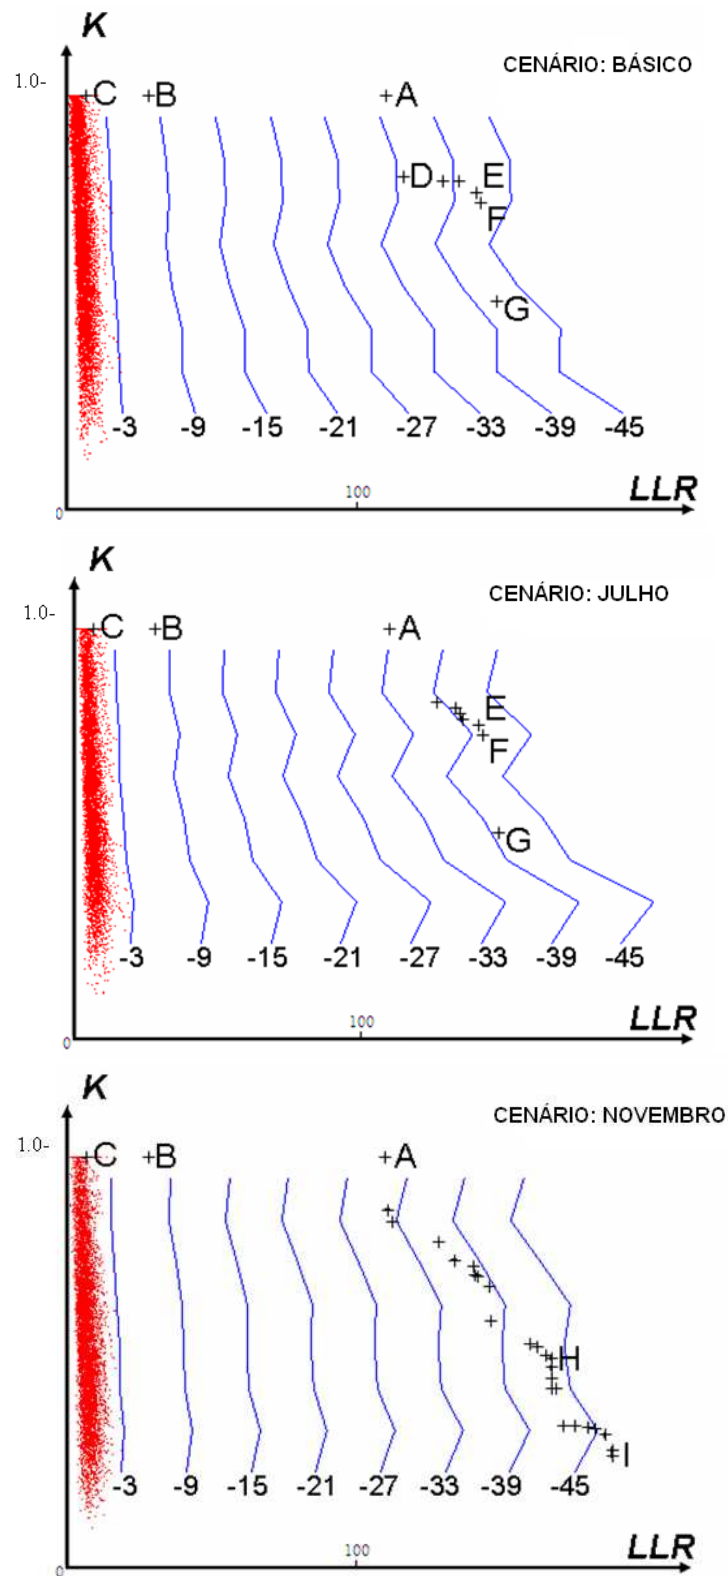 K
CENÁRIO: BÁSICO
1.0-
C B A
D E
F
G
-3 -9 -15 -21 -27 -33 -39 -45
100
LLR
0
K
CENÁRIO: JULHO
1.0-
C B A
E
F
G
-3 -9 -15 -21 -27 -33 -39 -45
100
LLR
0
K
CENÁRIO: NOVEMBRO
1.0-
C B A
H
I
-3 -9 -15 -21 -27 -33 -39 -45
100
LLR
0